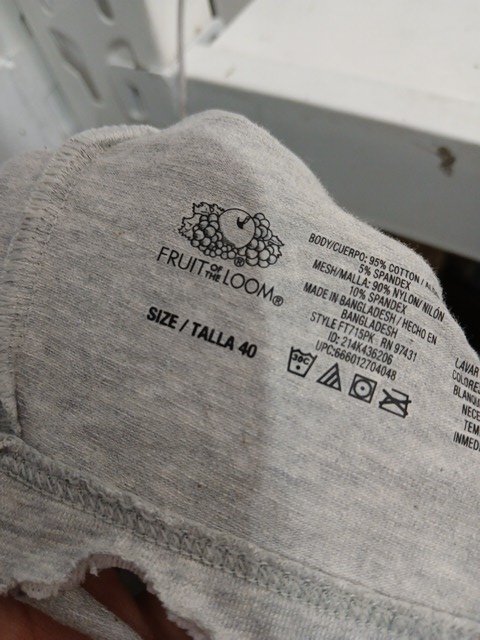 FRUIT OF THE LOOM®
SIZE / TALLA 40
BODY/CUERPO: 95% COTTON /
5% SPANDEX
MESH/MALLA: 90% NYLON/NILÓN
10% SPANDEX
MADE IN BANGLADESH / HECHO EN
BANGLADESH
STYLE FT715PK RN 97431
ID: 214K436206
UPC:666012704048
30C
LAVAR
COLORE
BLANQ
NECE
TEM
INMED